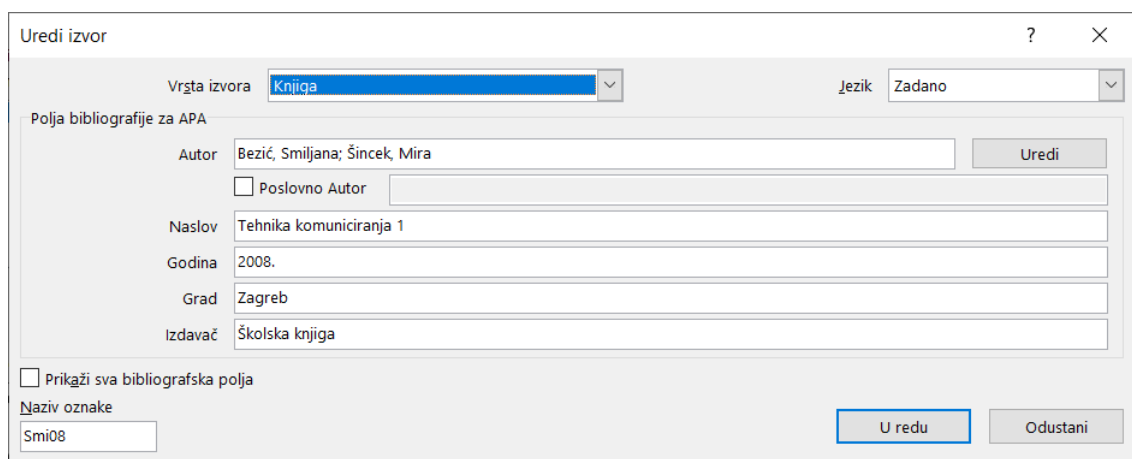 Uredi izvor ?
Vrsta izvora Knjiga Jezik Zadano
Polja bibliografije za APA
Autor Bezić, Smiljana; Šincek, Mira Uredi
Poslovno Autor
Naslov Tehnika komuniciranja 1
Godina 2008.
Grad Zagreb
Izdavač Školska knjiga
Prikaži sva bibliografska polja
Naziv oznake
Smi08 U redu Odustani